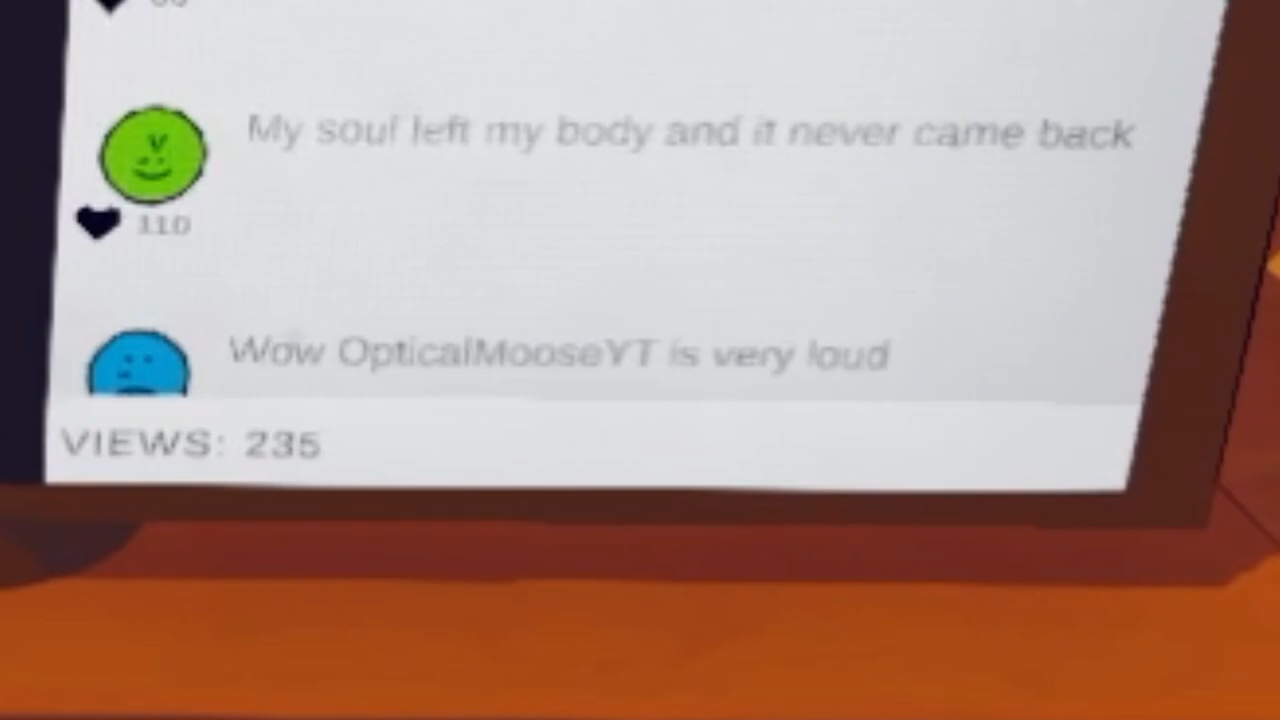 My soul left my body and it never came back
110
Wow OpticalMooseYT is very loud
VIEWS: 235